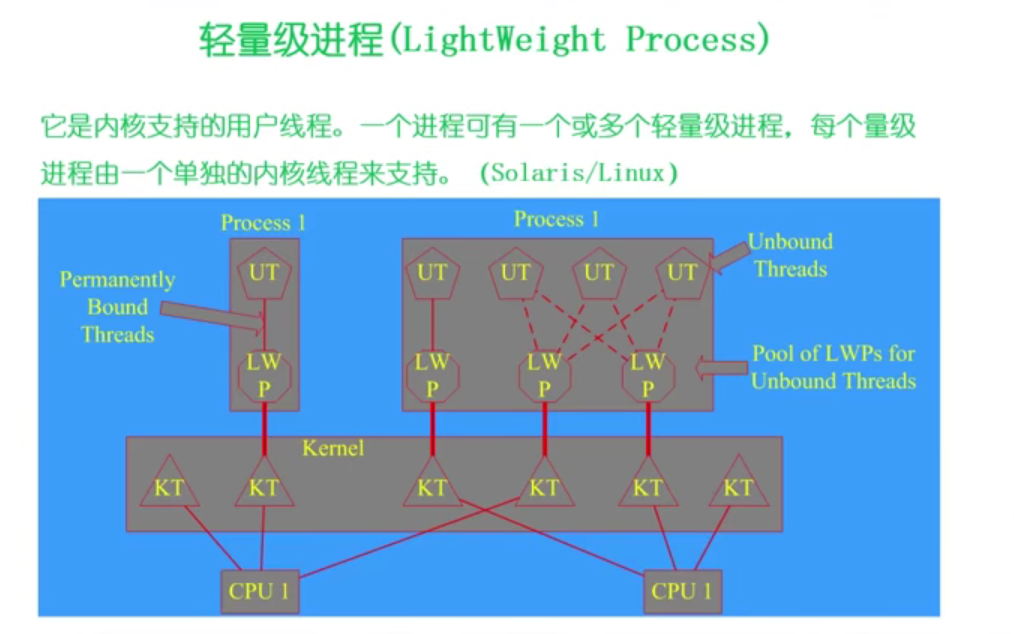 轻量级进程(LightWeight Process)
它是内核支持的用户线程。一个进程可有一个或多个轻量级进程，每个量级
进程由一个单独的内核线程来支持。 (Solaris/Linux)
Process 1
Process 1
Unbound
Threads
Permanently
Bound
Threads
UT
UT
UT
UT
UT
LW
P
LW
P
LW
P
LW
P
Pool of LWPs for
Unbound Threads
Kernel
KT
KT
KT
KT
KT
KT
CPU 1
CPU 1